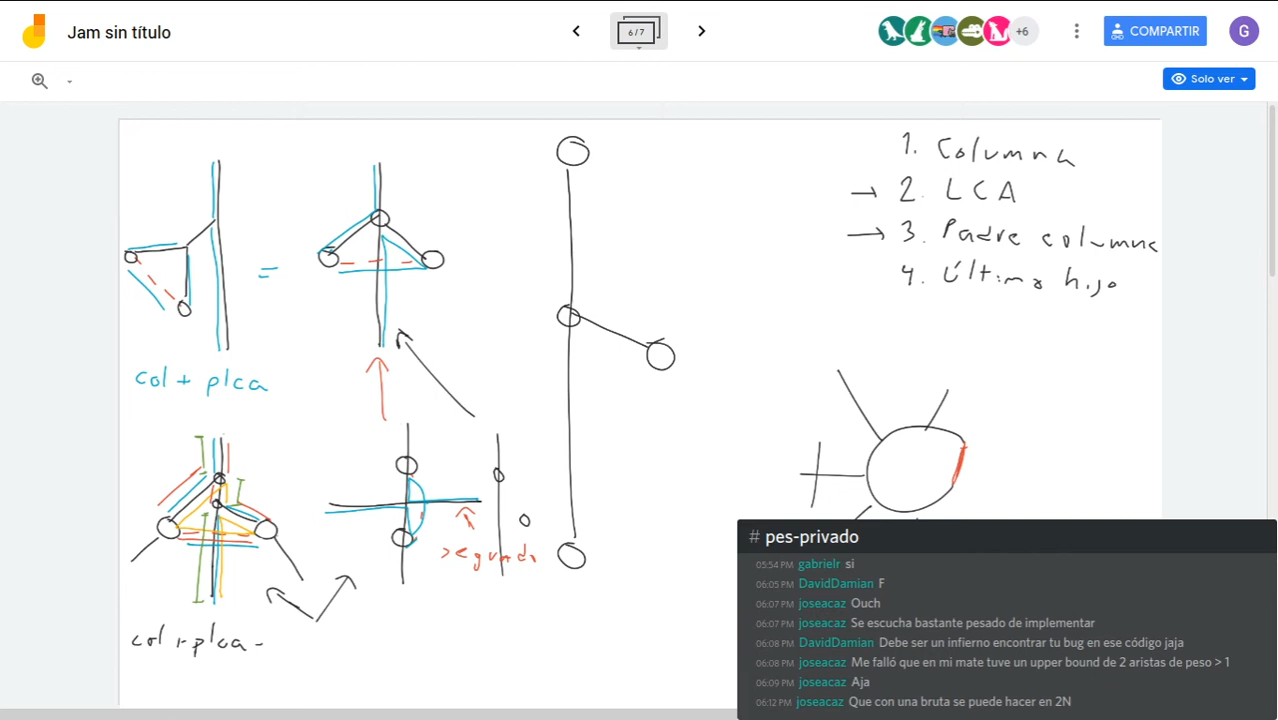 Jam sin título
6/7
+6
COMPARTIR
G
Solo ver
1. Columna
→ 2. LCA
→ 3. Padre columna
4. Último hijo
=
col + plca
segundo
col + plca -
# pes-privado
05:54 PM gabrielr si
06:05 PM DavidDamian F
06:07 PM joseacaz Ouch
06:07 PM joseacaz Se escucha bastante pesado de implementar
06:08 PM DavidDamian Debe ser un infierno encontrar tu bug en ese código jaja
06:08 PM joseacaz Me falló que en mi mate tuve un upper bound de 2 aristas de peso > 1
06:09 PM joseacaz Aja
06:12 PM joseacaz Que con una bruta se puede hacer en 2N